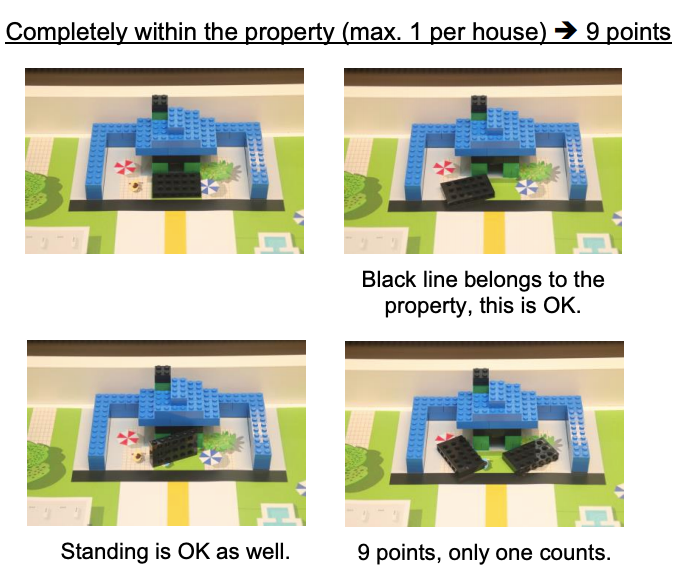 Completely within the property (max. 1 per house) ➔ 9 points
Black line belongs to the
property, this is OK.
Standing is OK as well.
9 points, only one counts.